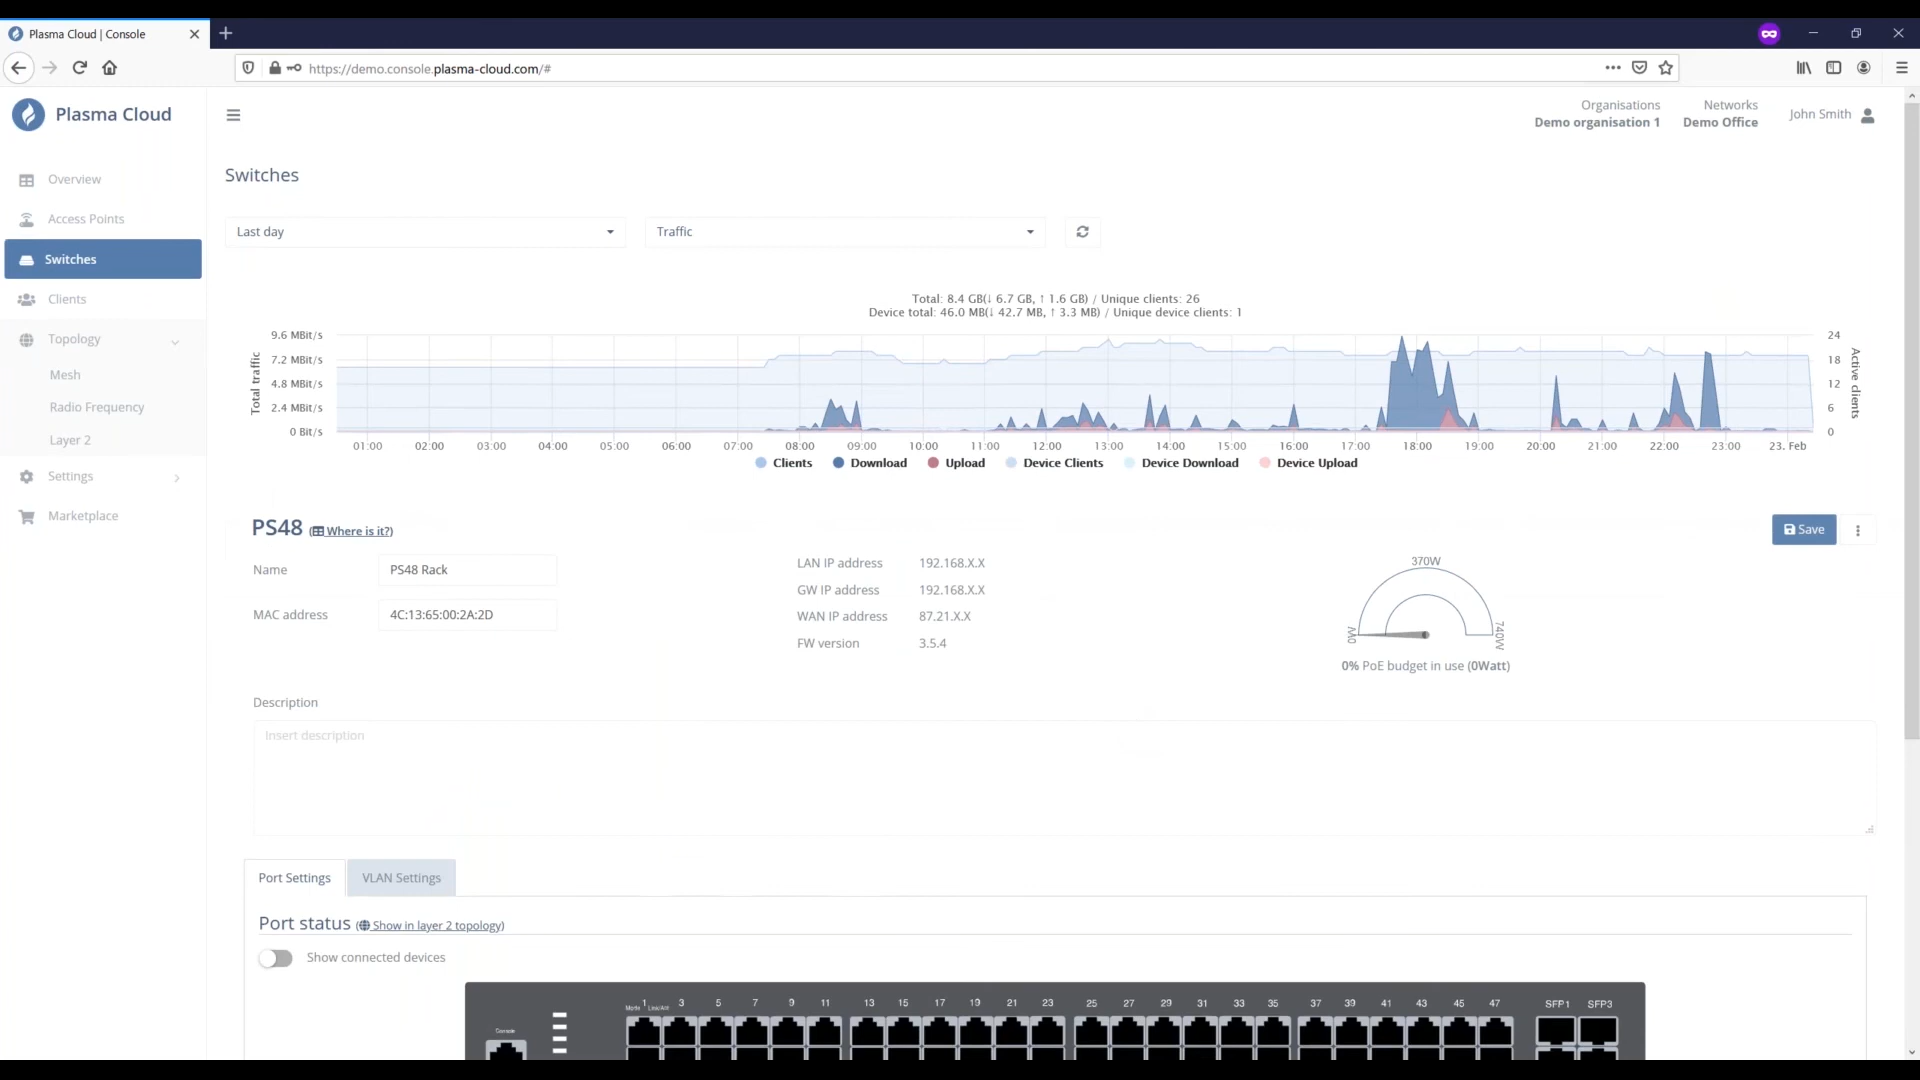 Plasma Cloud | Console
https://demo.console.plasma-cloud.com/#
Plasma Cloud
Organisations
Demo organisation 1
Networks
Demo Office
John Smith
Overview
Access Points
Switches
Clients
Topology
Mesh
Radio Frequency
Layer 2
Settings
Marketplace
Switches
Last day
Traffic
Total: 8.4 GB(↓ 6.7 GB, ↑ 1.6 GB) / Unique clients: 26
Device total: 46.0 MB(↓ 42.7 MB, ↑ 3.3 MB) / Unique device clients: 1
Total traffic
9.6 MBit/s
7.2 MBit/s
4.8 MBit/s
2.4 MBit/s
0 Bit/s
24
18
12
6
0
Active clients
01:00 02:00 03:00 04:00 05:00 06:00 07:00 08:00 09:00 10:00 11:00 12:00 13:00 14:00 15:00 16:00 17:00 18:00 19:00 20:00 21:00 22:00 23:00 23. Feb
Clients Download Upload Device Clients Device Download Device Upload
PS48 (Where is it?)
Save
Name PS48 Rack
MAC address 4C:13:65:00:2A:2D
LAN IP address 192.168.X.X
GW IP address 192.168.X.X
WAN IP address 87.21.X.X
FW version 3.5.4
370W
0W
740W
0% PoE budget in use (0Watt)
Description
Insert description
Port Settings VLAN Settings
Port status (Show in layer 2 topology)
Show connected devices
Mode Link/Act 1 3 5 7 9 11 13 15 17 19 21 23 25 27 29 31 33 35 37 39 41 43 45 47 SFP1 SFP3
Console